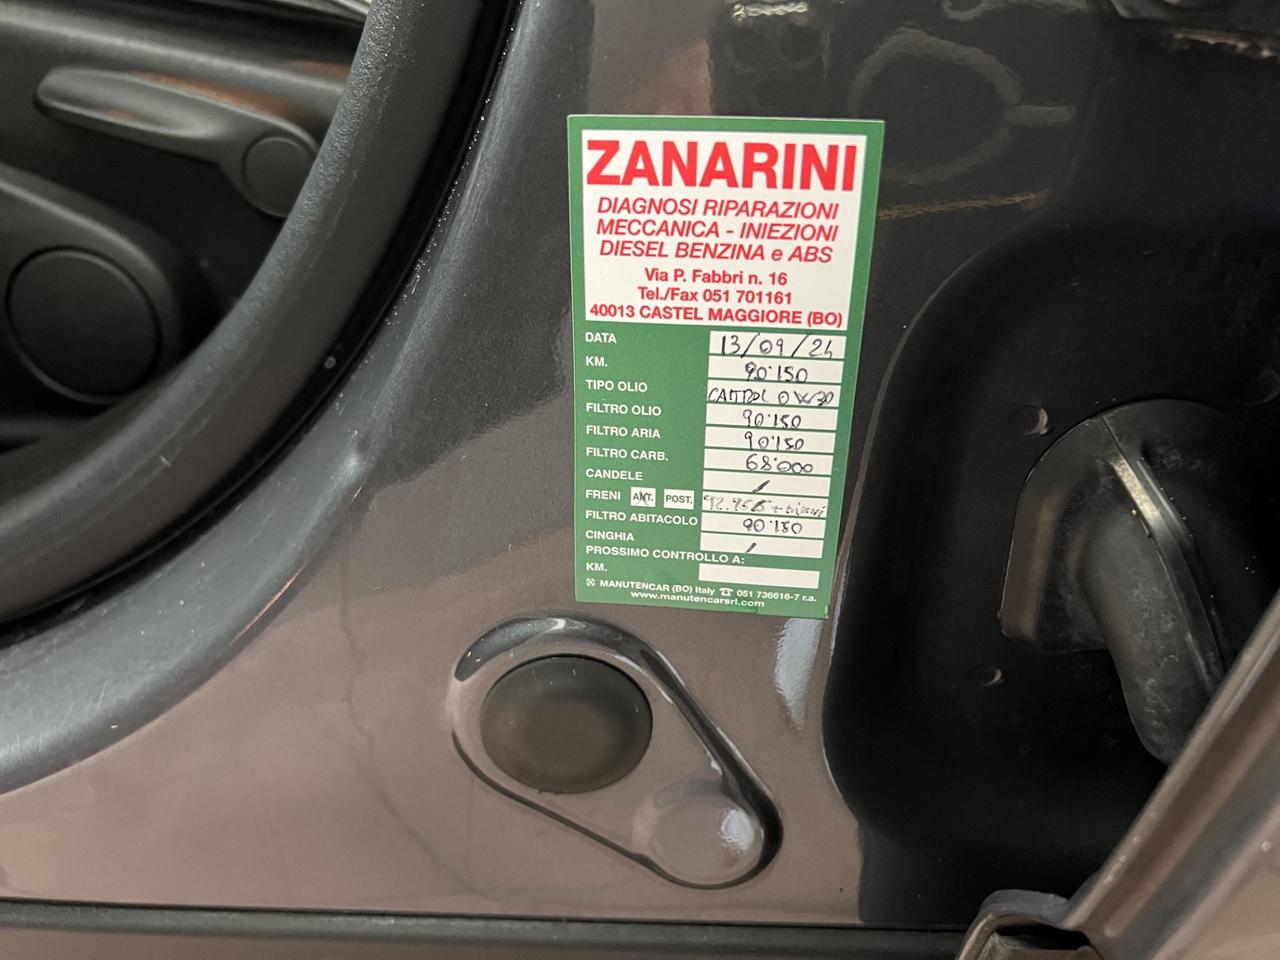 ZANARINI
DIAGNOSI RIPARAZIONI
MECCANICA - INIEZIONI
DIESEL BENZINA e ABS
Via P. Fabbri n. 16
Tel./Fax 051 701161
40013 CASTEL MAGGIORE (BO)
DATA 13/09/24
KM. 90'150
TIPO OLIO 0W30
FILTRO OLIO 90'150
FILTRO ARIA 90'150
FILTRO CARB. 68'000
CANDELE /
FRENI ANT. POST.
FILTRO ABITACOLO 90'150
CINGHIA /
PROSSIMO CONTROLLO A:
KM.
MANUTENCAR (BO) Italy ☎ 051 736616-7 r.a.
www.manutencarsrl.com